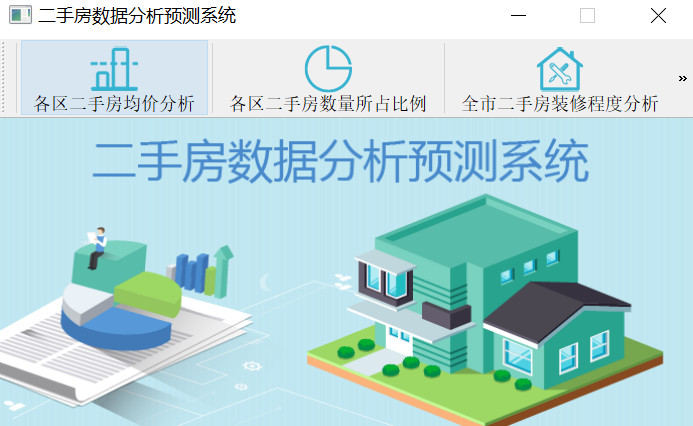 二手房数据分析预测系统
各区二手房均价分析
各区二手房数量所占比例
全市二手房装修程度分析
»
二手房数据分析预测系统